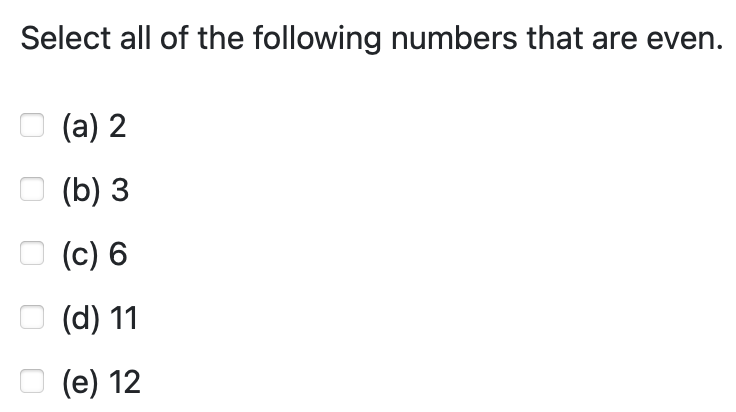 Select all of the following numbers that are even.
(a) 2
(b) 3
(c) 6
(d) 11
(e) 12